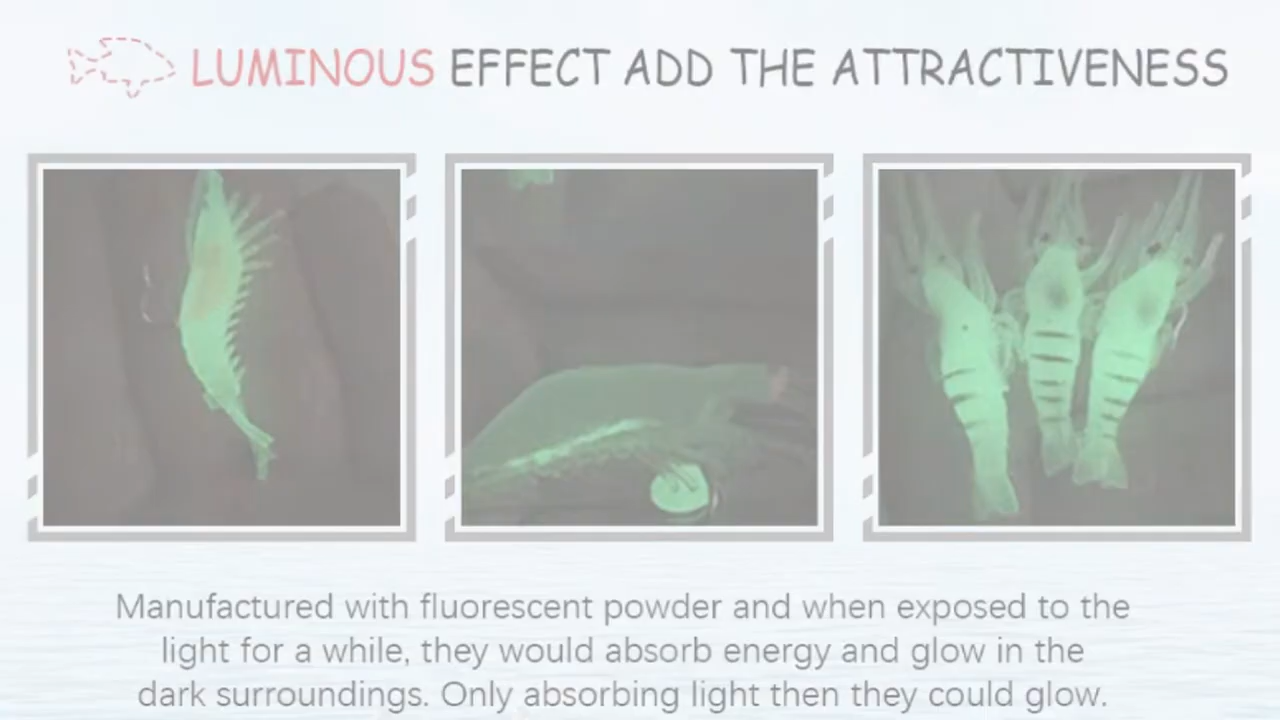 LUMINOUS EFFECT ADD THE ATTRACTIVENESS
Manufactured with fluorescent powder and when exposed to the
light for a while, they would absorb energy and glow in the
dark surroundings. Only absorbing light then they could glow.